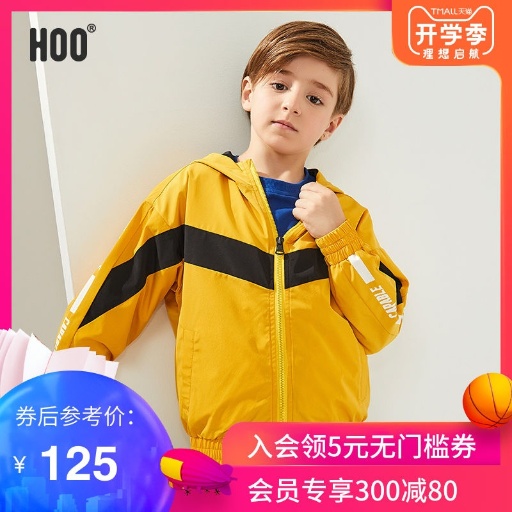 HOO®
TMALL天猫
开学季
理想启航
CAPABLE
CAPABLE
券后参考价：
¥ 125
入会领5元无门槛券
会员专享300减80